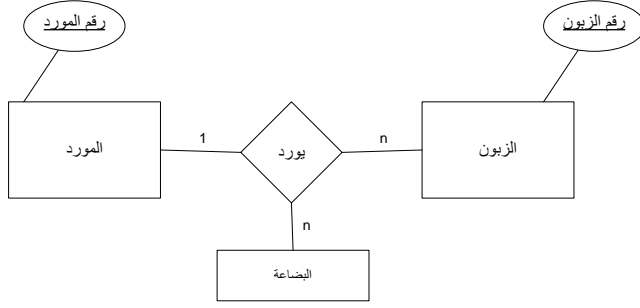 رقم الزبون
رقم المورد
الزبون
n
يورد
1
المورد
n
البضاعة